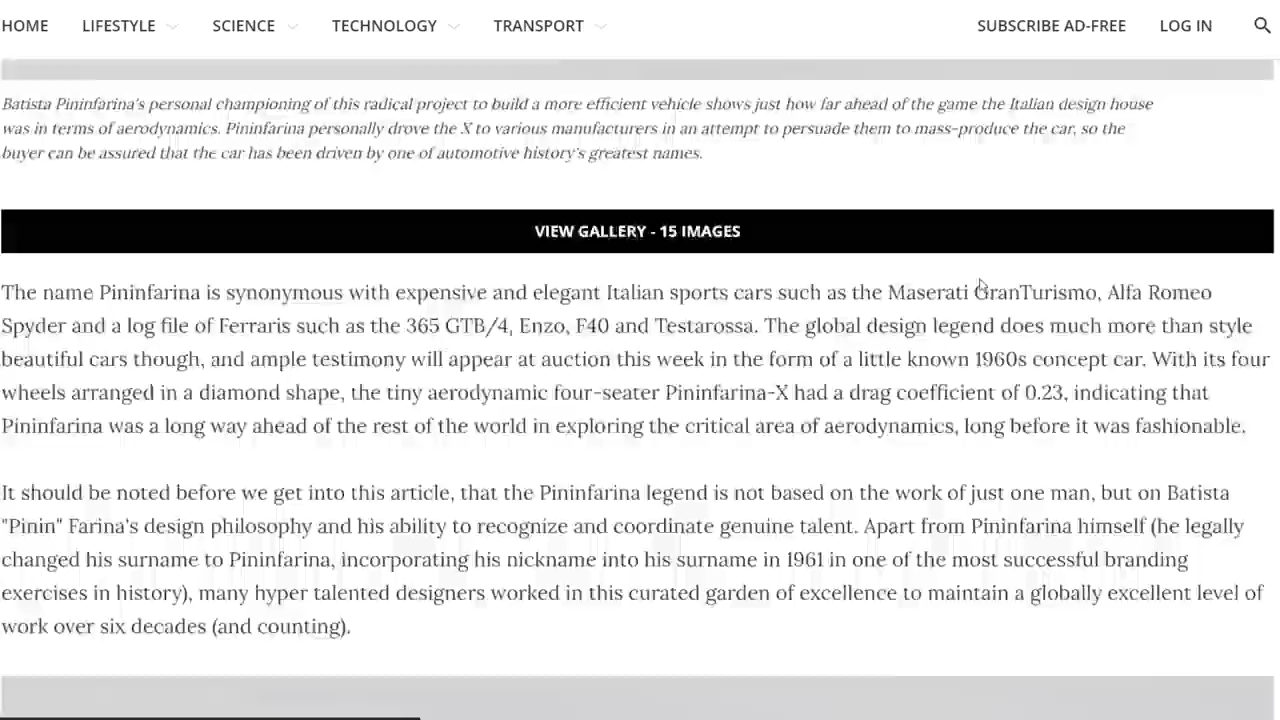 HOME LIFESTYLE SCIENCE TECHNOLOGY TRANSPORT SUBSCRIBE AD-FREE LOG IN
Batista Pininfarina's personal championing of this radical project to build a more efficient vehicle shows just how far ahead of the game the Italian design house
was in terms of aerodynamics. Pininfarina personally drove the X to various manufacturers in an attempt to persuade them to mass-produce the car, so the
buyer can be assured that the car has been driven by one of automotive history's greatest names.
VIEW GALLERY - 15 IMAGES
The name Pininfarina is synonymous with expensive and elegant Italian sports cars such as the Maserati GranTurismo, Alfa Romeo
Spyder and a log file of Ferraris such as the 365 GTB/4, Enzo, F40 and Testarossa. The global design legend does much more than style
beautiful cars though, and ample testimony will appear at auction this week in the form of a little known 1960s concept car. With its four
wheels arranged in a diamond shape, the tiny aerodynamic four-seater Pininfarina-X had a drag coefficient of 0.23, indicating that
Pininfarina was a long way ahead of the rest of the world in exploring the critical area of aerodynamics, long before it was fashionable.
It should be noted before we get into this article, that the Pininfarina legend is not based on the work of just one man, but on Batista
"Pinin" Farina's design philosophy and his ability to recognize and coordinate genuine talent. Apart from Pininfarina himself (he legally
changed his surname to Pininfarina, incorporating his nickname into his surname in 1961 in one of the most successful branding
exercises in history), many hyper talented designers worked in this curated garden of excellence to maintain a globally excellent level of
work over six decades (and counting).